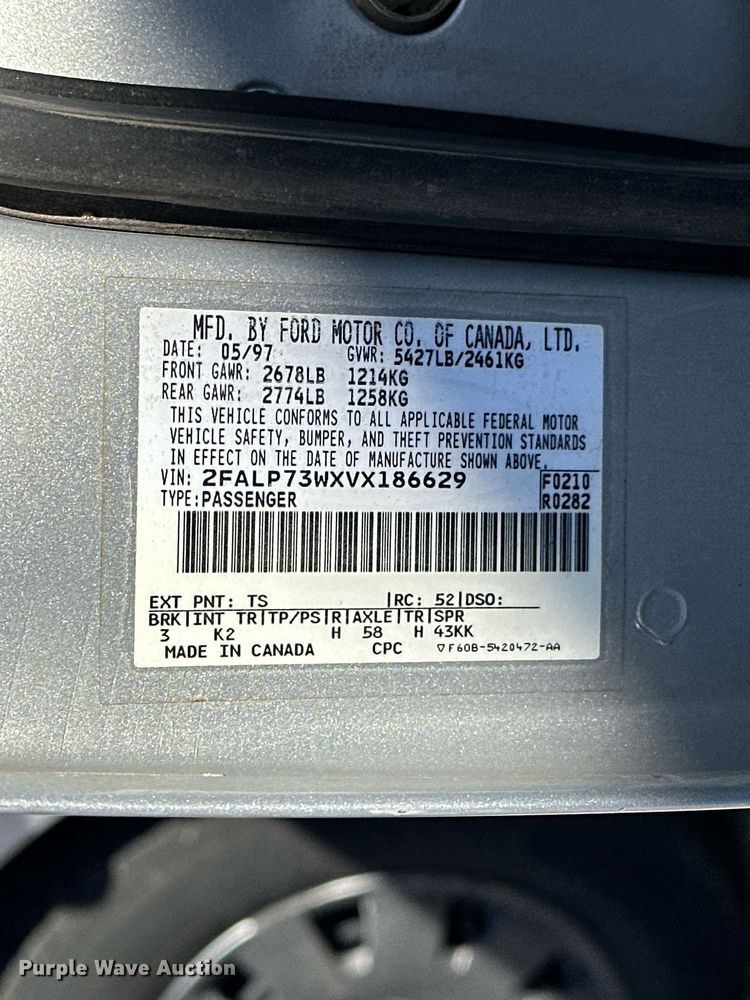 MFD. BY FORD MOTOR CO. OF CANADA, LTD.
DATE: 05/97 GVWR: 5427LB/2461KG
FRONT GAWR: 2678LB 1214KG
REAR GAWR: 2774LB 1258KG
THIS VEHICLE CONFORMS TO ALL APPLICABLE FEDERAL MOTOR
VEHICLE SAFETY, BUMPER, AND THEFT PREVENTION STANDARDS
IN EFFECT ON THE DATE OF MANUFACTURE SHOWN ABOVE.
VIN: 2FALP73WXVX186629 F0210
TYPE: PASSENGER R0282
EXT PNT: TS |RC: 52|DSO:
BRK|INT TR|TP/PS|R|AXLE|TR|SPR
3 K2 H 58 H 43KK
MADE IN CANADA CPC ▽F60B-5420472-AA
Purple Wave Auction